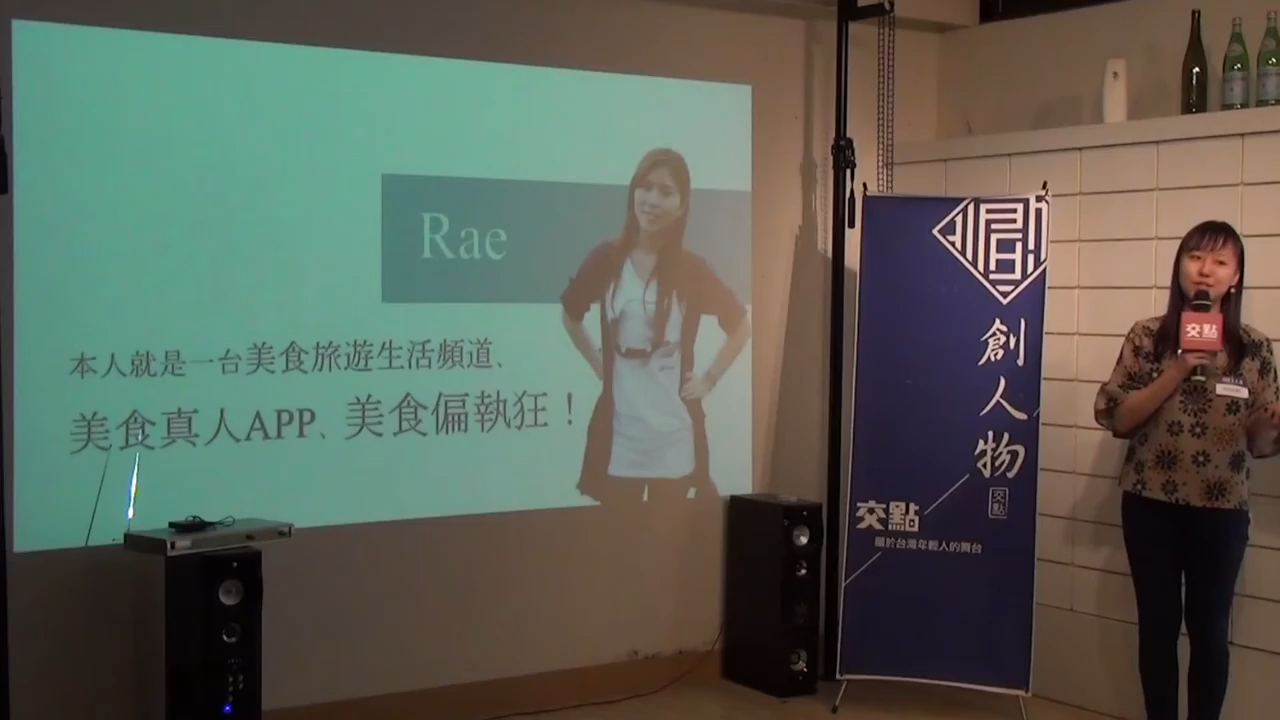 Rae
本人就是一台美食旅遊生活頻道、
美食真人APP、美食偏執狂！
創人物
交點
交點
屬於台灣年輕人的舞台
交點
HELLO